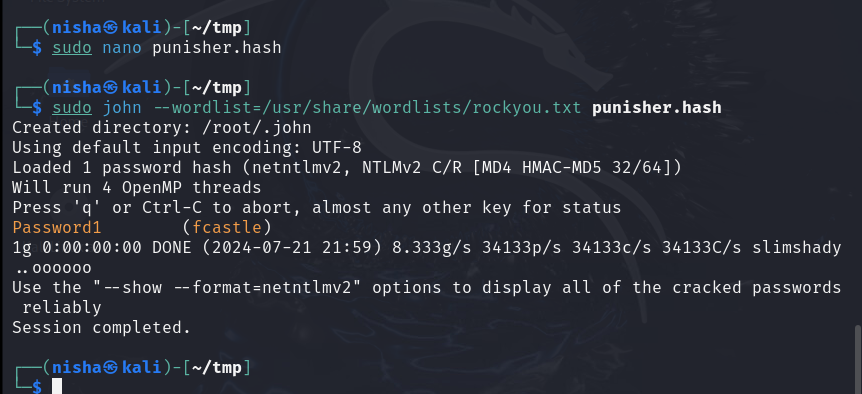 ┌──(nisha㉿kali)-[~/tmp]
└─$ sudo nano punisher.hash
┌──(nisha㉿kali)-[~/tmp]
└─$ sudo john --wordlist=/usr/share/wordlists/rockyou.txt punisher.hash
Created directory: /root/.john
Using default input encoding: UTF-8
Loaded 1 password hash (netntlmv2, NTLMv2 C/R [MD4 HMAC-MD5 32/64])
Will run 4 OpenMP threads
Press 'q' or Ctrl-C to abort, almost any other key for status
Password1        (fcastle)
1g 0:00:00:00 DONE (2024-07-21 21:59) 8.333g/s 34133p/s 34133c/s 34133C/s slimshady
..oooooo
Use the "--show --format=netntlmv2" options to display all of the cracked passwords
 reliably
Session completed.
┌──(nisha㉿kali)-[~/tmp]
└─$